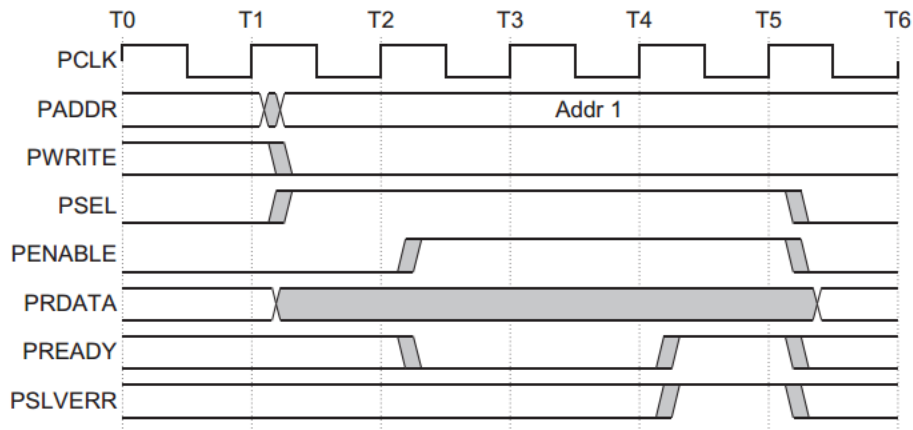 T0 T1 T2 T3 T4 T5 T6
PCLK
PADDR Addr 1
PWRITE
PSEL
PENABLE
PRDATA
PREADY
PSLVERR